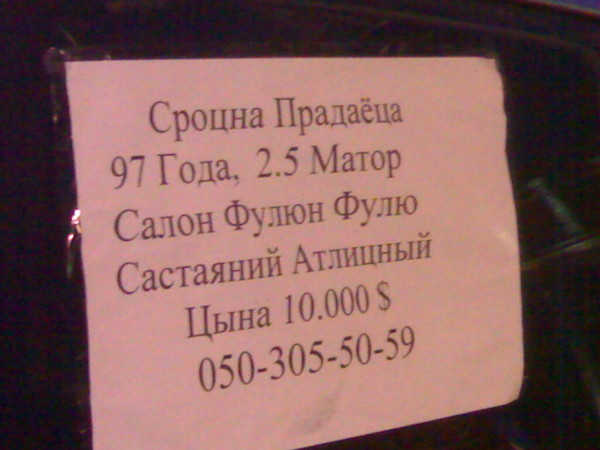 Сроцна Прадаёца
97 Года, 2.5 Матор
Салон Фулюн Фулю
Састаяний Атлицный
Цына 10.000 $
050-305-50-59